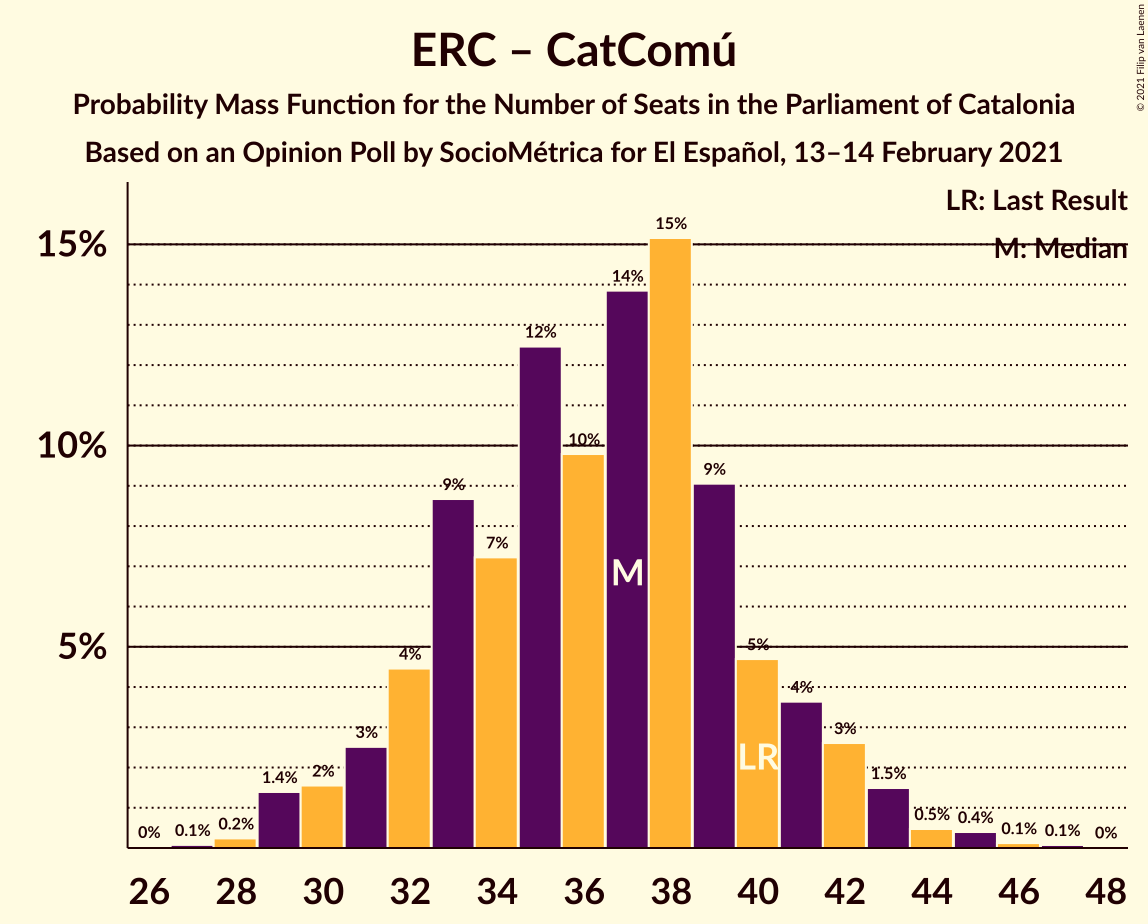 ERC – CatComú
Probability Mass Function for the Number of Seats in the Parliament of Catalonia
Based on an Opinion Poll by SocioMétrica for El Español, 13–14 February 2021
© 2021 Filip van Laenen
LR: Last Result
M: Median
15%
10%
5%
0%
0.1%
0.2%
1.4%
2%
3%
4%
9%
7%
12%
10%
14%
15%
9%
5%
4%
3%
1.5%
0.5%
0.4%
0.1%
0.1%
0%
M
LR
26 28 30 32 34 36 38 40 42 44 46 48